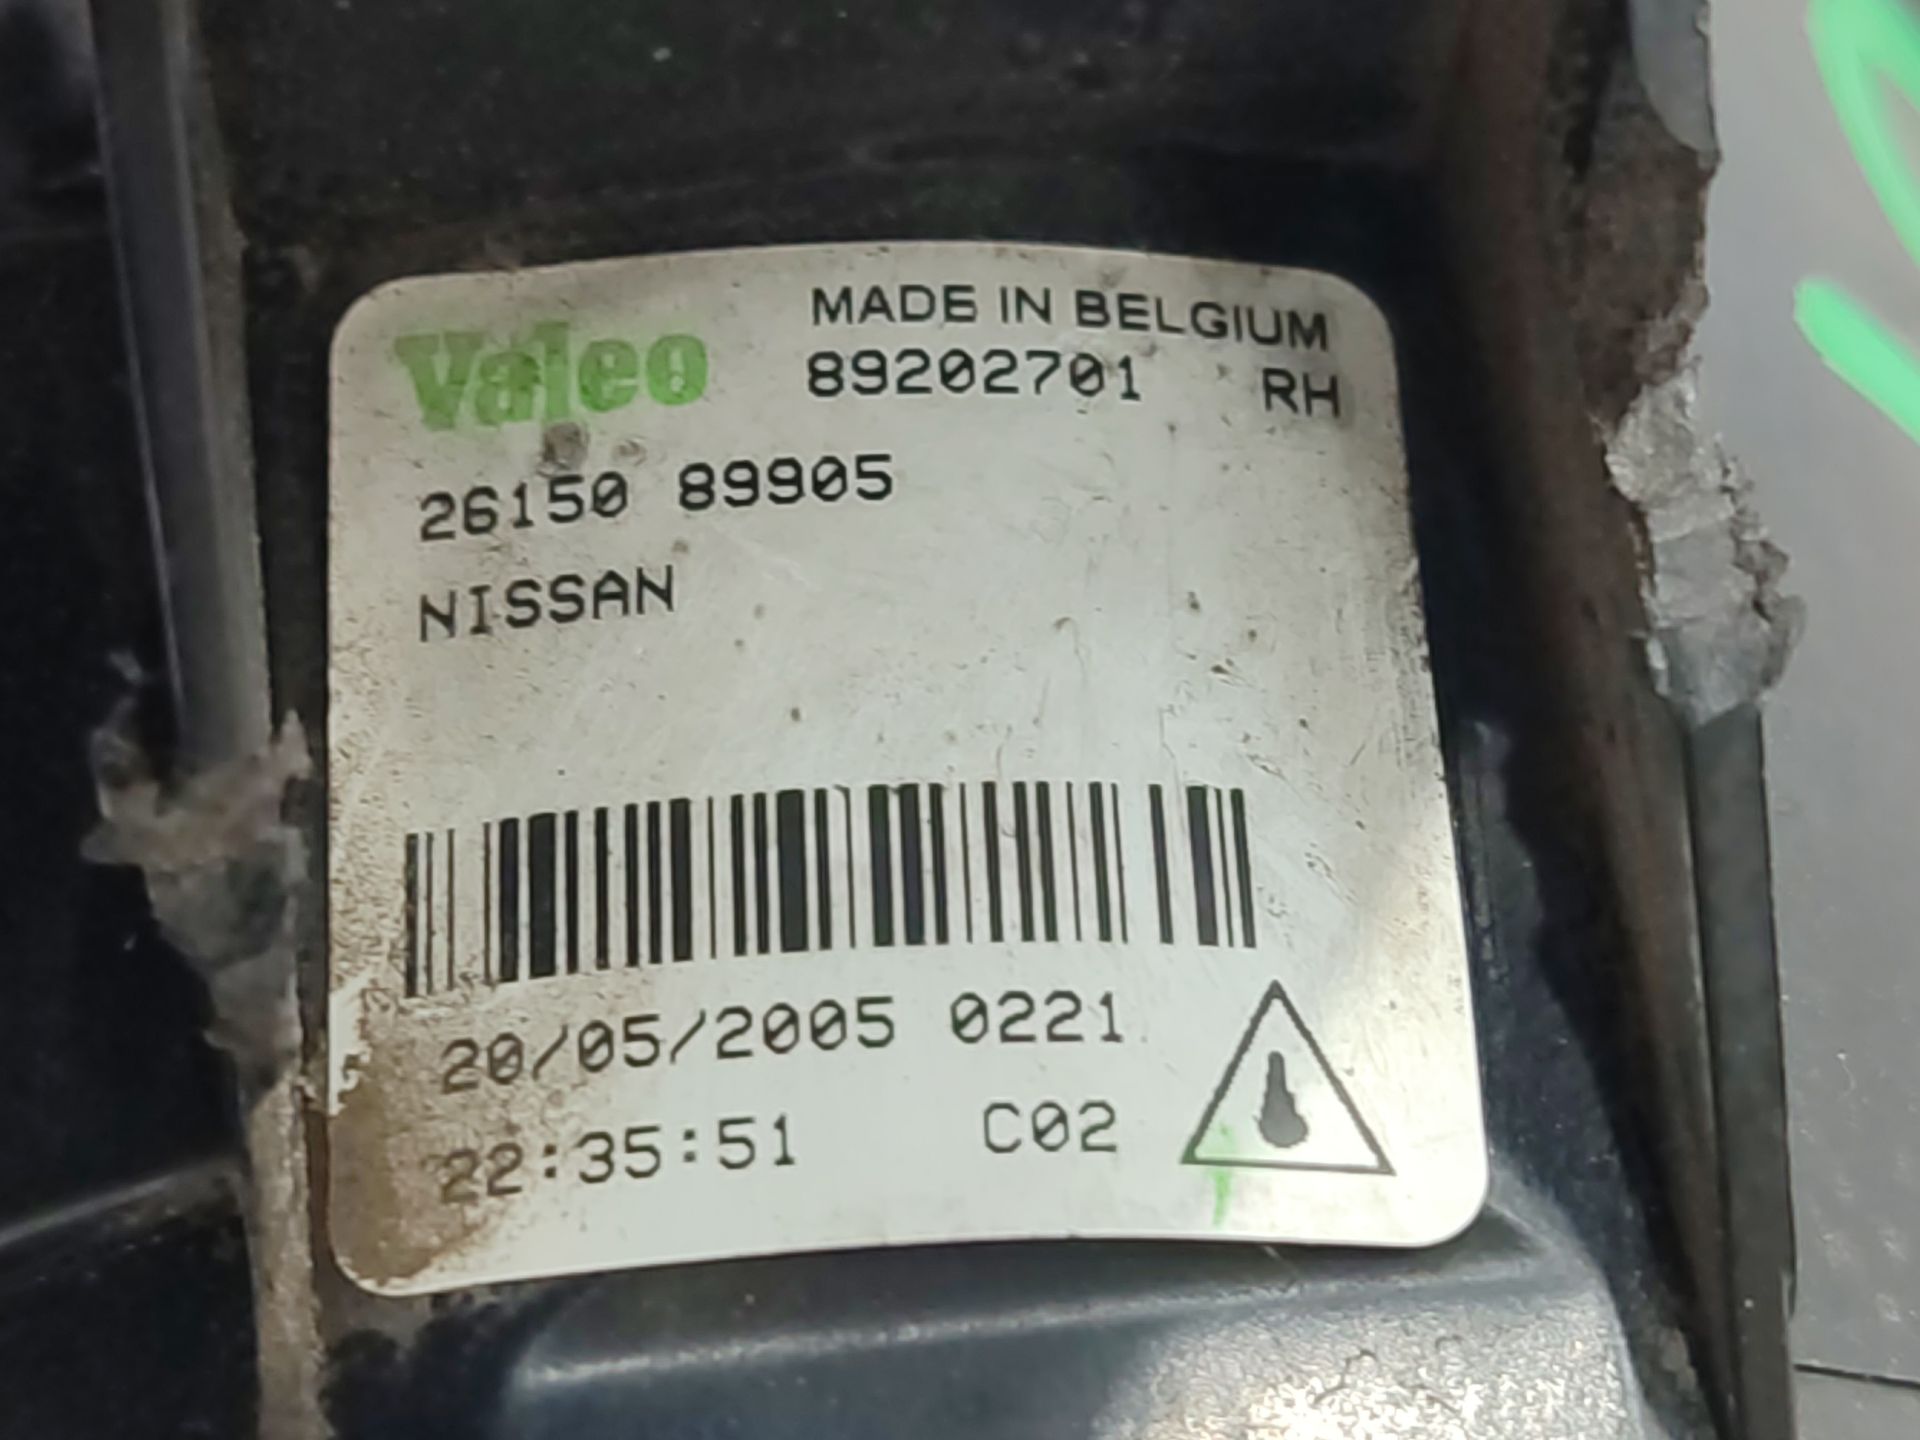 Valeo
MADE IN BELGIUM
89202701 RH
26150 89905
NISSAN
20/05/2005 0221
22:35:51 C02